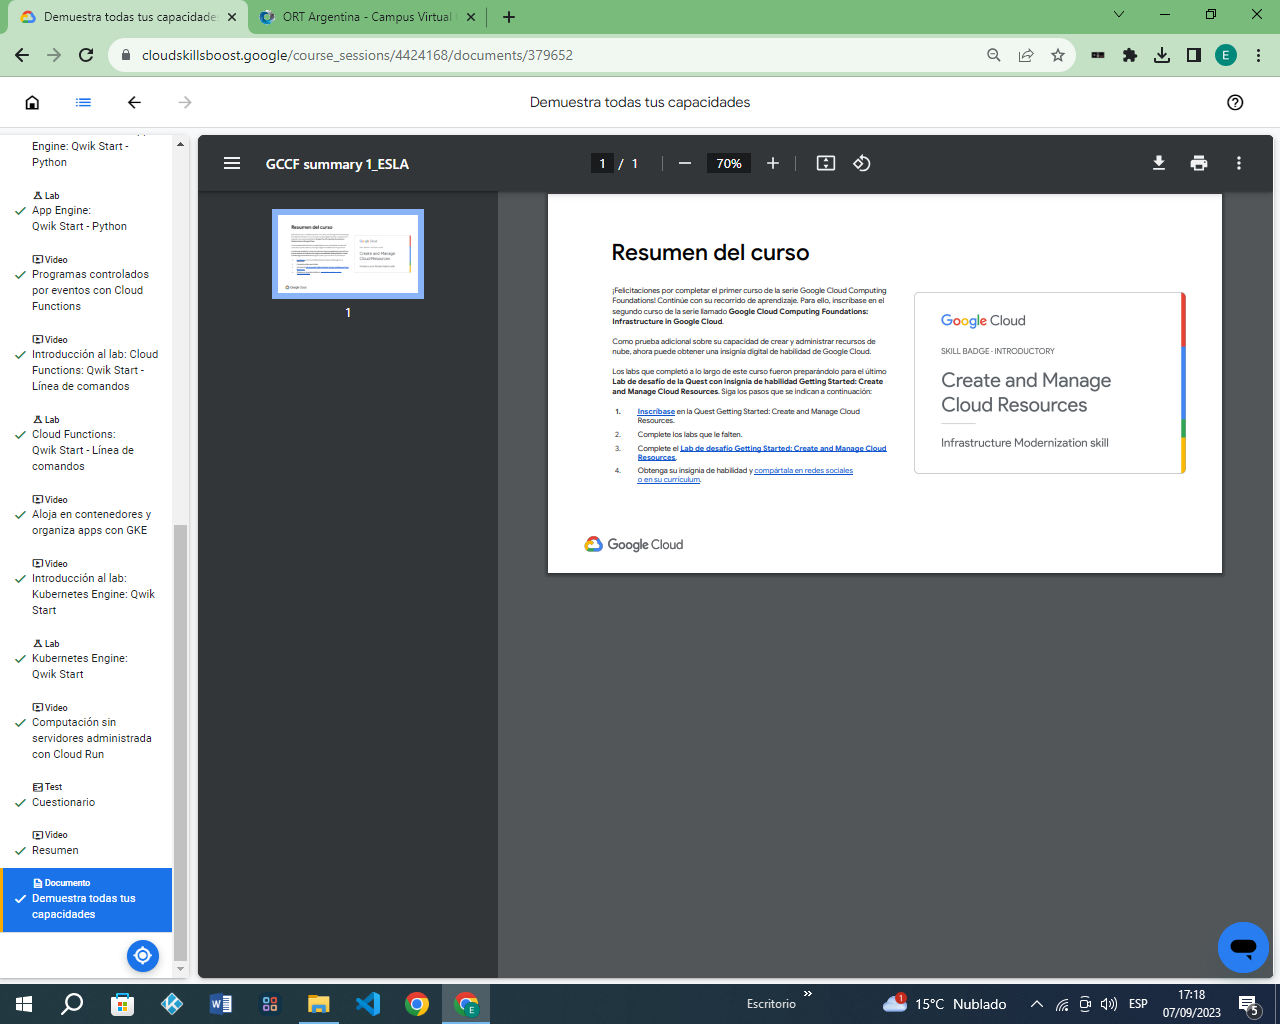 Demuestra todas tus capacidades
ORT Argentina - Campus Virtual
cloudskillsboost.google/course_sessions/4424168/documents/379652
E
Demuestra todas tus capacidades
Engine: Qwik Start -
Python
Lab
App Engine:
Qwik Start - Python
Video
Programas controlados
por eventos con Cloud
Functions
Video
Introducción al lab: Cloud
Functions: Qwik Start -
Línea de comandos
Lab
Cloud Functions:
Qwik Start - Línea de
comandos
Video
Aloja en contenedores y
organiza apps con GKE
Video
Introducción al lab:
Kubernetes Engine: Qwik
Start
Lab
Kubernetes Engine:
Qwik Start
Video
Computación sin
servidores administrada
con Cloud Run
Test
Cuestionario
Video
Resumen
Documento
Demuestra todas tus
capacidades
GCCF summary 1_ESLA
1 / 1
70%
1
Resumen del curso
¡Felicitaciones por completar el primer curso de la serie Google Cloud Computing
Foundations! Continúe con su recorrido de aprendizaje. Para ello, inscríbase en el
segundo curso de la serie llamado Google Cloud Computing Foundations:
Infrastructure in Google Cloud.
Como prueba adicional sobre su capacidad de crear y administrar recursos de
nube, ahora puede obtener una insignia digital de habilidad de Google Cloud.
Los labs que completó a lo largo de este curso fueron preparándolo para el último
Lab de desafío de la Quest con insignia de habilidad Getting Started: Create
and Manage Cloud Resources. Siga los pasos que se indican a continuación:
1. Inscríbase en la Quest Getting Started: Create and Manage Cloud
Resources.
2. Complete los labs que le falten.
3. Complete el Lab de desafío Getting Started: Create and Manage Cloud
Resources.
4. Obtenga su insignia de habilidad y compártala en redes sociales
o en su currículum.
Google Cloud
SKILL BADGE · INTRODUCTORY
Create and Manage
Cloud Resources
Infrastructure Modernization skill
Google Cloud
Escritorio
1
15°C Nublado
ESP
17:18
07/09/2023
5